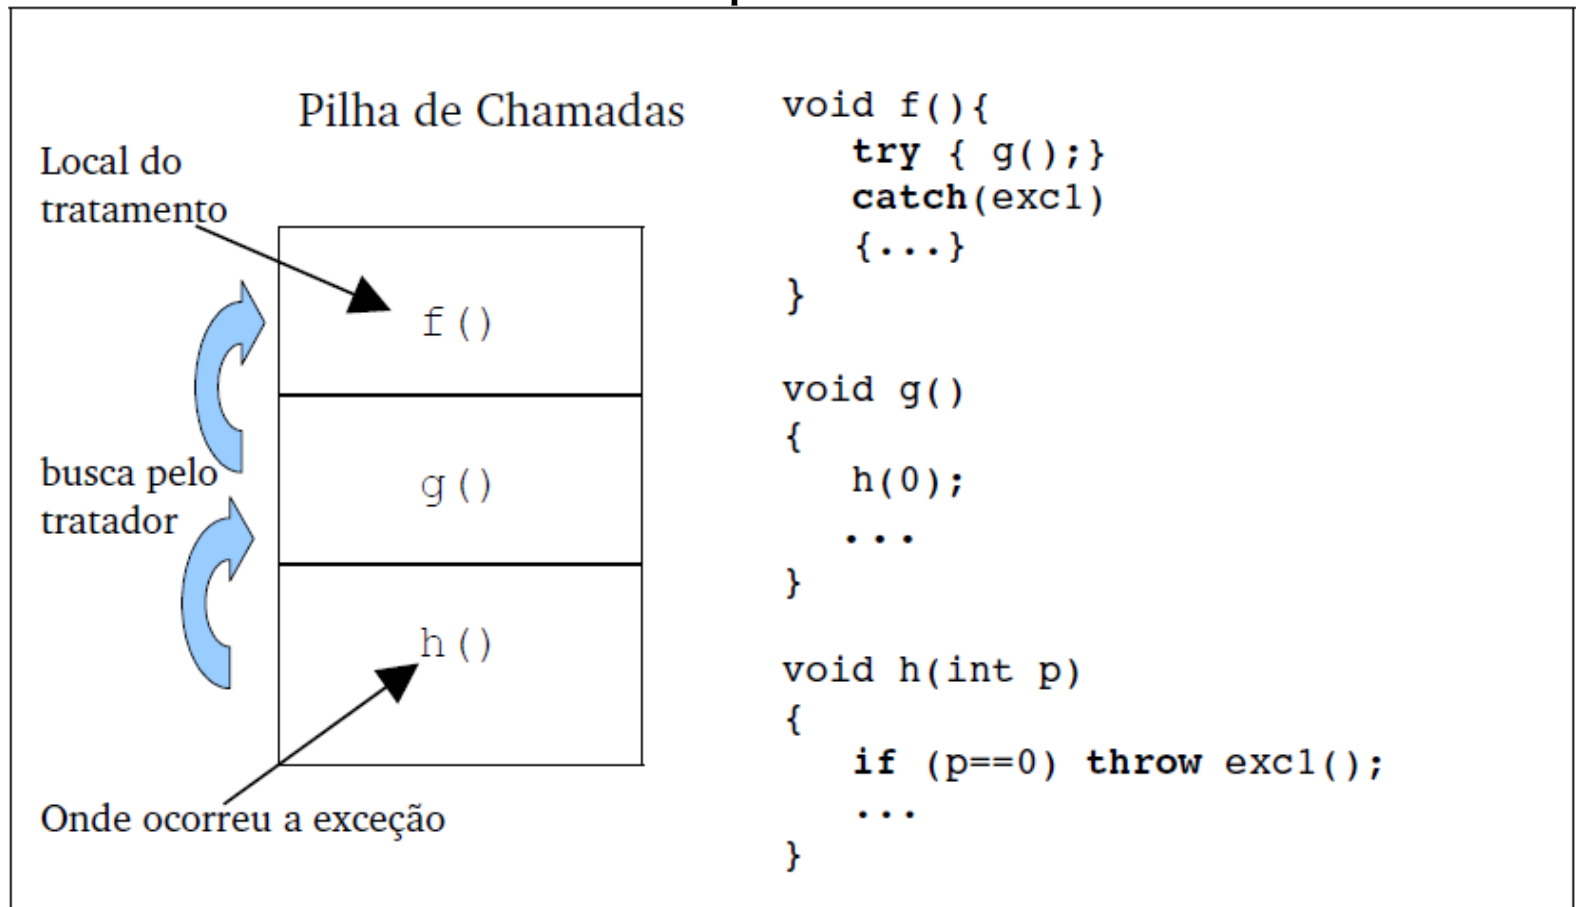 Pilha de Chamadas
Local do
tratamento
f()
busca pelo
tratador
g()
h()
Onde ocorreu a exceção
void f(){
try { g();}
catch(exc1)
{...}
}
void g()
{
h(0);
...
}
void h(int p)
{
if (p==0) throw exc1();
...
}